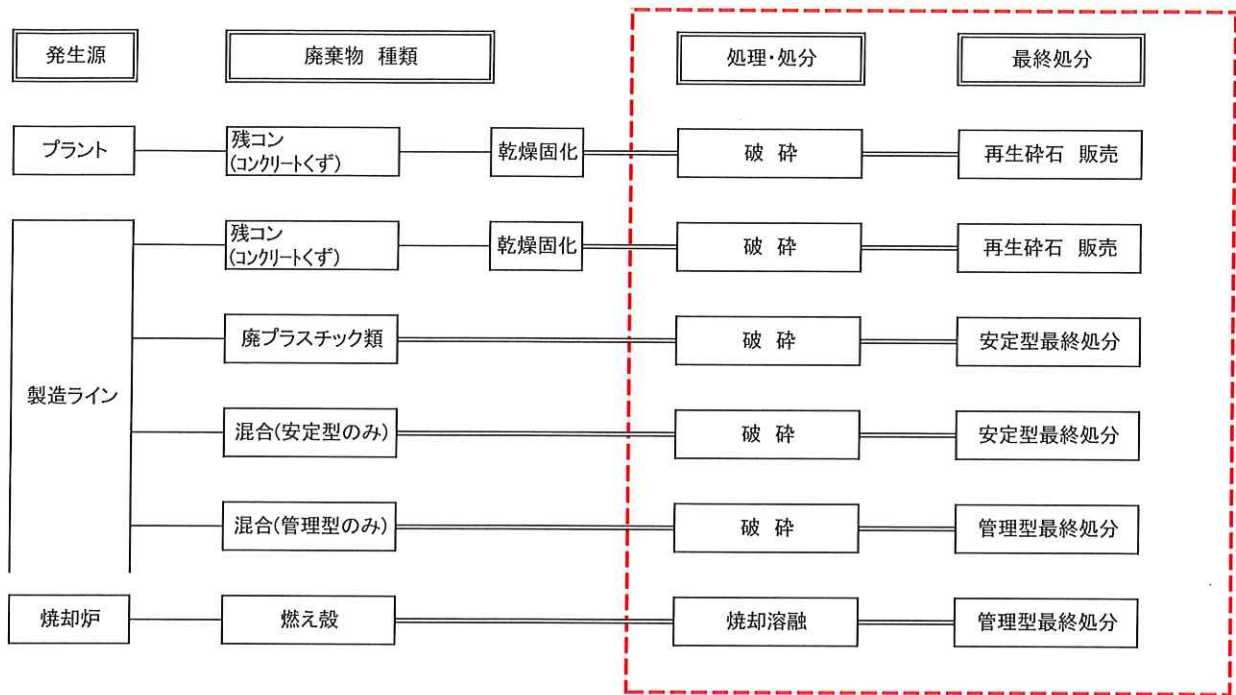 発生源
廃棄物 種類
処理・処分
最終処分
プラント
残コン
(コンクリートくず)
乾燥固化
破 砕
再生砕石 販売
製造ライン
残コン
(コンクリートくず)
乾燥固化
破 砕
再生砕石 販売
廃プラスチック類
破 砕
安定型最終処分
混合(安定型のみ)
破 砕
安定型最終処分
混合(管理型のみ)
破 砕
管理型最終処分
焼却炉
燃え殻
焼却溶融
管理型最終処分